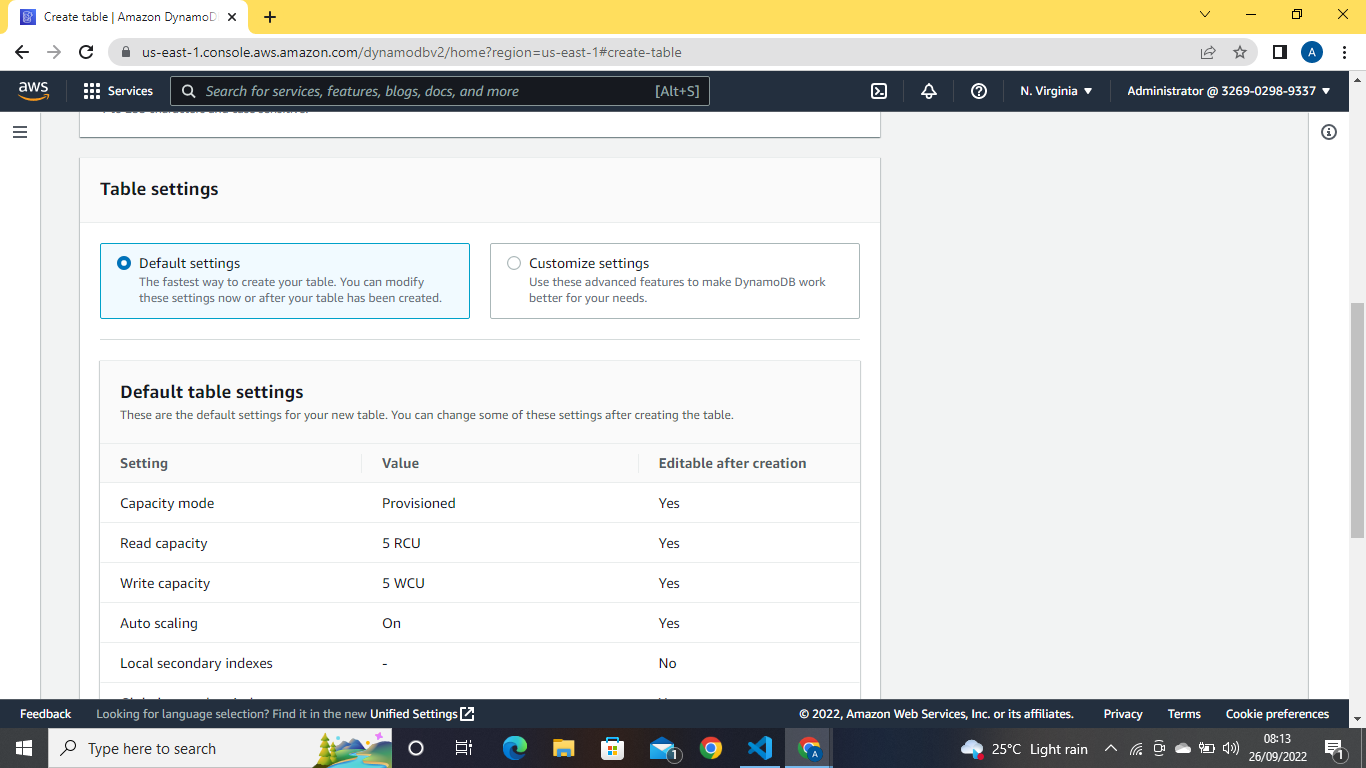 Create table | Amazon DynamoD
us-east-1.console.aws.amazon.com/dynamodbv2/home?region=us-east-1#create-table
A
aws
Services
Search for services, features, blogs, docs, and more
[Alt+S]
N. Virginia
Administrator @ 3269-0298-9337
Table settings
Default settings
The fastest way to create your table. You can modify
these settings now or after your table has been created.
Customize settings
Use these advanced features to make DynamoDB work
better for your needs.
Default table settings
These are the default settings for your new table. You can change some of these settings after creating the table.
Setting Value Editable after creation
Capacity mode Provisioned Yes
Read capacity 5 RCU Yes
Write capacity 5 WCU Yes
Auto scaling On Yes
Local secondary indexes - No
Feedback
Looking for language selection? Find it in the new Unified Settings
© 2022, Amazon Web Services, Inc. or its affiliates.
Privacy
Terms
Cookie preferences
Type here to search
1
A
25°C Light rain
08:13
26/09/2022
1